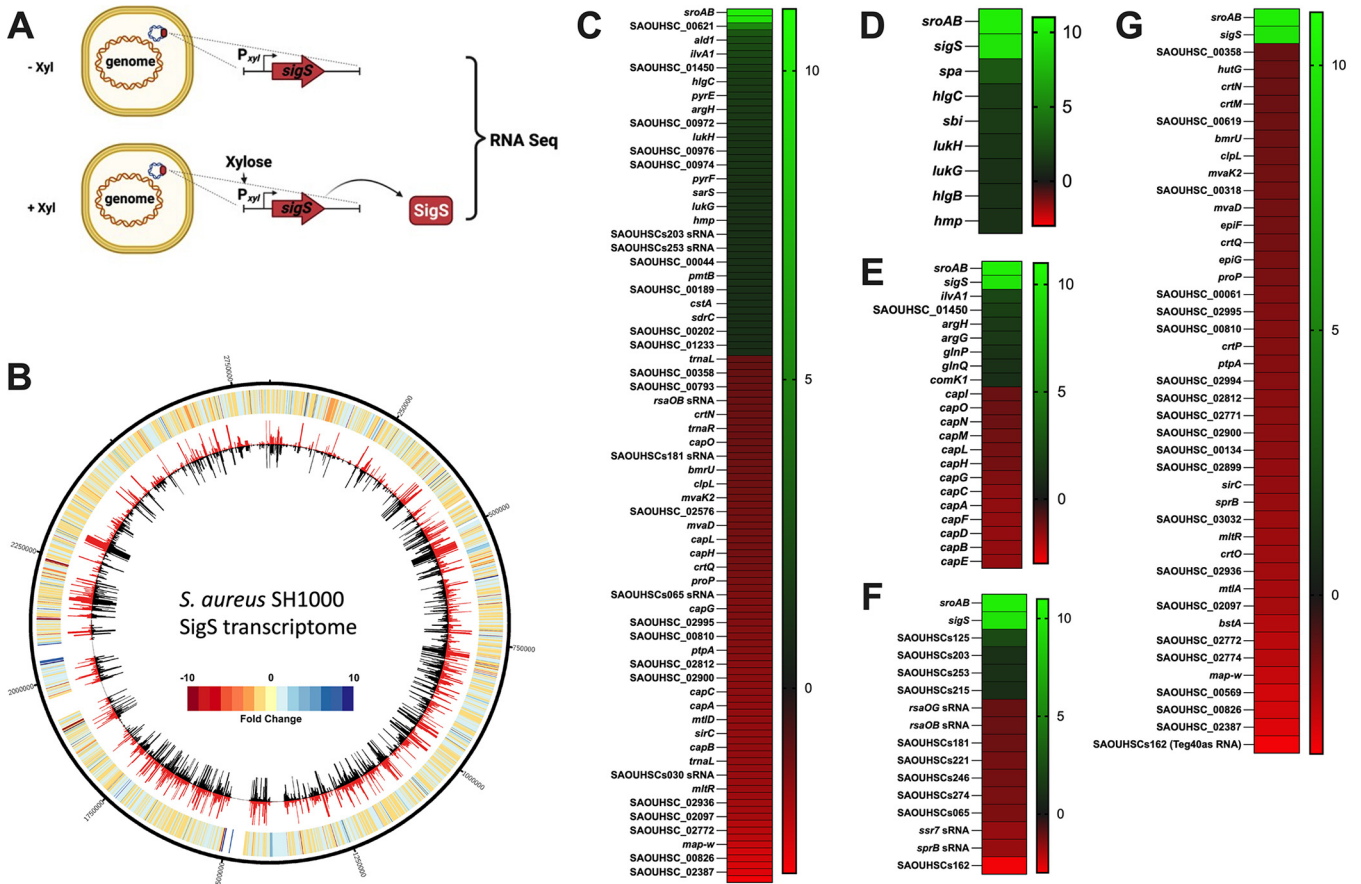 A
- Xyl
genome
Pxyl
sigS
+ Xyl
genome
Xylose
Pxyl
sigS
SigS
RNA Seq
B
2750000
250000
500000
750000
1000000
1250000
1750000
2000000
2250000
S. aureus SH1000
SigS transcriptome
-10
0
10
Fold Change
C
sroAB
SAOUHSC_00621
ald1
ilvA1
SAOUHSC_01450
hlgC
pyrE
argH
SAOUHSC_00972
lukH
SAOUHSC_00976
SAOUHSC_00974
pyrF
sarS
lukG
hmp
SAOUHSCs203 sRNA
SAOUHSCs253 sRNA
SAOUHSC_00044
pmtB
SAOUHSC_00189
cstA
sdrC
SAOUHSC_00202
SAOUHSC_01233
trnaL
SAOUHSC_00358
SAOUHSC_00793
rsaOB sRNA
crtN
trnaR
capO
SAOUHSCs181 sRNA
bmrU
clpL
mvaK2
SAOUHSC_02576
mvaD
capL
capH
crtQ
proP
SAOUHSCs065 sRNA
capG
SAOUHSC_02995
SAOUHSC_00810
ptpA
SAOUHSC_02812
SAOUHSC_02900
capC
capA
mtlD
sirC
capB
trnaL
SAOUHSCs030 sRNA
mltR
SAOUHSC_02936
SAOUHSC_02097
SAOUHSC_02772
map-w
SAOUHSC_00826
SAOUHSC_02387
10
5
0
D
sroAB
sigS
spa
hlgC
sbi
lukH
lukG
hlgB
hmp
10
5
0
E
sroAB
sigS
ilvA1
SAOUHSC_01450
argH
argG
glnP
glnQ
comK1
capI
capO
capN
capM
capL
capH
capG
capC
capA
capF
capD
capB
capE
10
5
0
F
sroAB
sigS
SAOUHSCs125
SAOUHSCs203
SAOUHSCs253
SAOUHSCs215
rsaOG sRNA
rsaOB sRNA
SAOUHSCs181
SAOUHSCs221
SAOUHSCs246
SAOUHSCs274
SAOUHSCs065
ssr7 sRNA
sprB sRNA
SAOUHSCs162
10
5
0
G
sroAB
sigS
SAOUHSC_00358
hutG
crtN
crtM
SAOUHSC_00619
bmrU
clpL
mvaK2
SAOUHSC_00318
mvaD
epiF
crtQ
epiG
proP
SAOUHSC_00061
SAOUHSC_02995
SAOUHSC_00810
crtP
ptpA
SAOUHSC_02994
SAOUHSC_02812
SAOUHSC_02771
SAOUHSC_02900
SAOUHSC_00134
SAOUHSC_02899
sirC
sprB
SAOUHSC_03032
mltR
crtO
SAOUHSC_02936
mtlA
SAOUHSC_02097
bstA
SAOUHSC_02772
SAOUHSC_02774
map-w
SAOUHSC_00569
SAOUHSC_00826
SAOUHSC_02387
SAOUHSCs162 (Teg40as RNA)
10
5
0